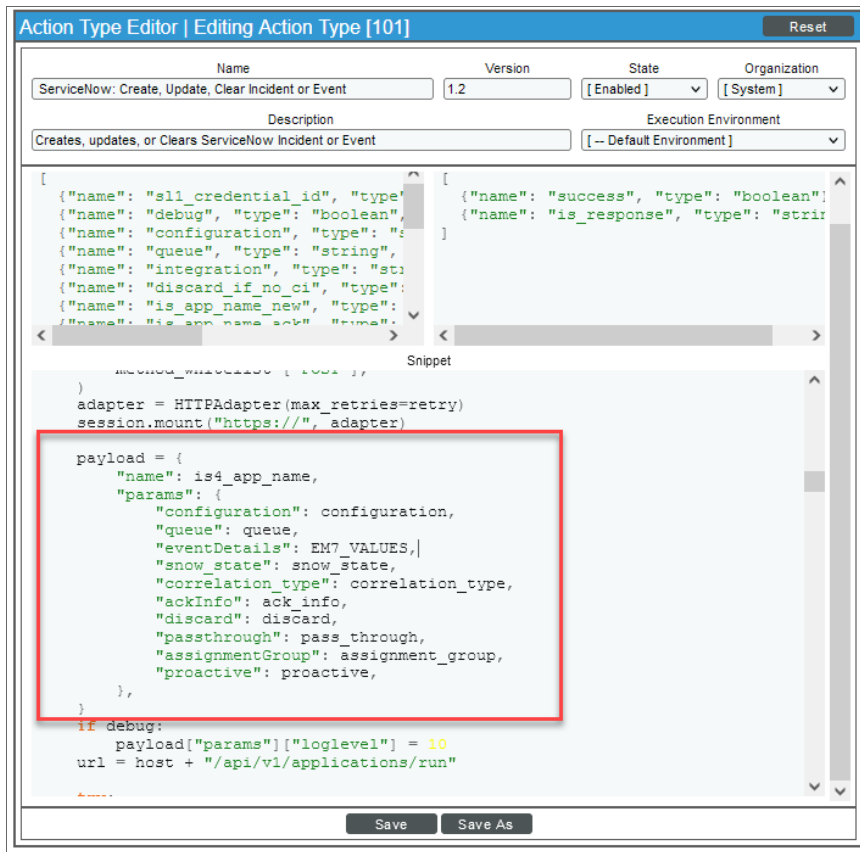 Action Type Editor | Editing Action Type [101]
Reset
Name
Version
State
Organization
ServiceNow: Create, Update, Clear Incident or Event
1.2
[ Enabled ]
[ System ]
Description
Execution Environment
Creates, updates, or Clears ServiceNow Incident or Event
[ -- Default Environment ]
[
{"name": "sl1_credential_id", "type"
{"name": "debug", "type": "boolean",
{"name": "configuration", "type": "s
{"name": "queue", "type": "string",
{"name": "integration", "type": "str
{"name": "discard_if_no_ci", "type":
{"name": "is_app_name_new", "type":
{"name": "is_app_name_ack", "type":
[
{"name": "success", "type": "boolean"}
{"name": "is_response", "type": "strin
]
Snippet
method_whitelist=["POST"],
)
adapter = HTTPAdapter(max_retries=retry)
session.mount("https://", adapter)
payload = {
"name": is4_app_name,
"params": {
"configuration": configuration,
"queue": queue,
"eventDetails": EM7_VALUES,
"snow_state": snow_state,
"correlation_type": correlation_type,
"ackInfo": ack_info,
"discard": discard,
"passthrough": pass_through,
"assignmentGroup": assignment_group,
"proactive": proactive,
},
}
if debug:
payload["params"]["loglevel"] = 10
url = host + "/api/v1/applications/run"
Save
Save As